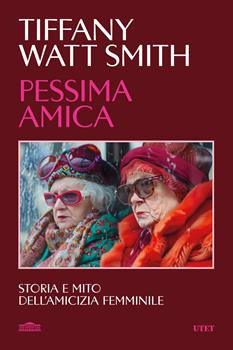 TIFFANY
WATT SMITH
PESSIMA
AMICA
STORIA E MITO
DELL'AMICIZIA FEMMINILE
UTET